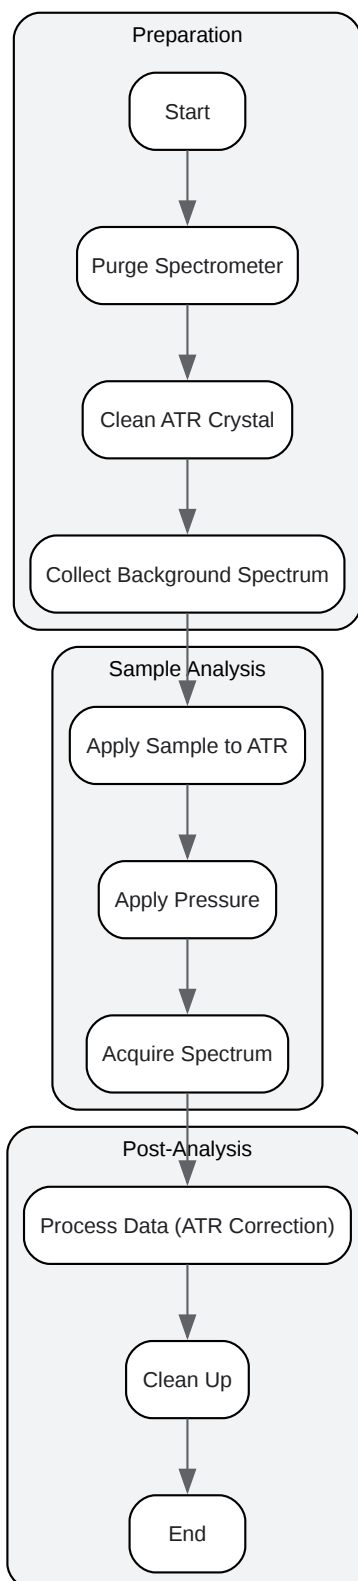 Preparation
Start
Purge Spectrometer
Clean ATR Crystal
Collect Background Spectrum
Sample Analysis
Apply Sample to ATR
Apply Pressure
Acquire Spectrum
Post-Analysis
Process Data (ATR Correction)
Clean Up
End